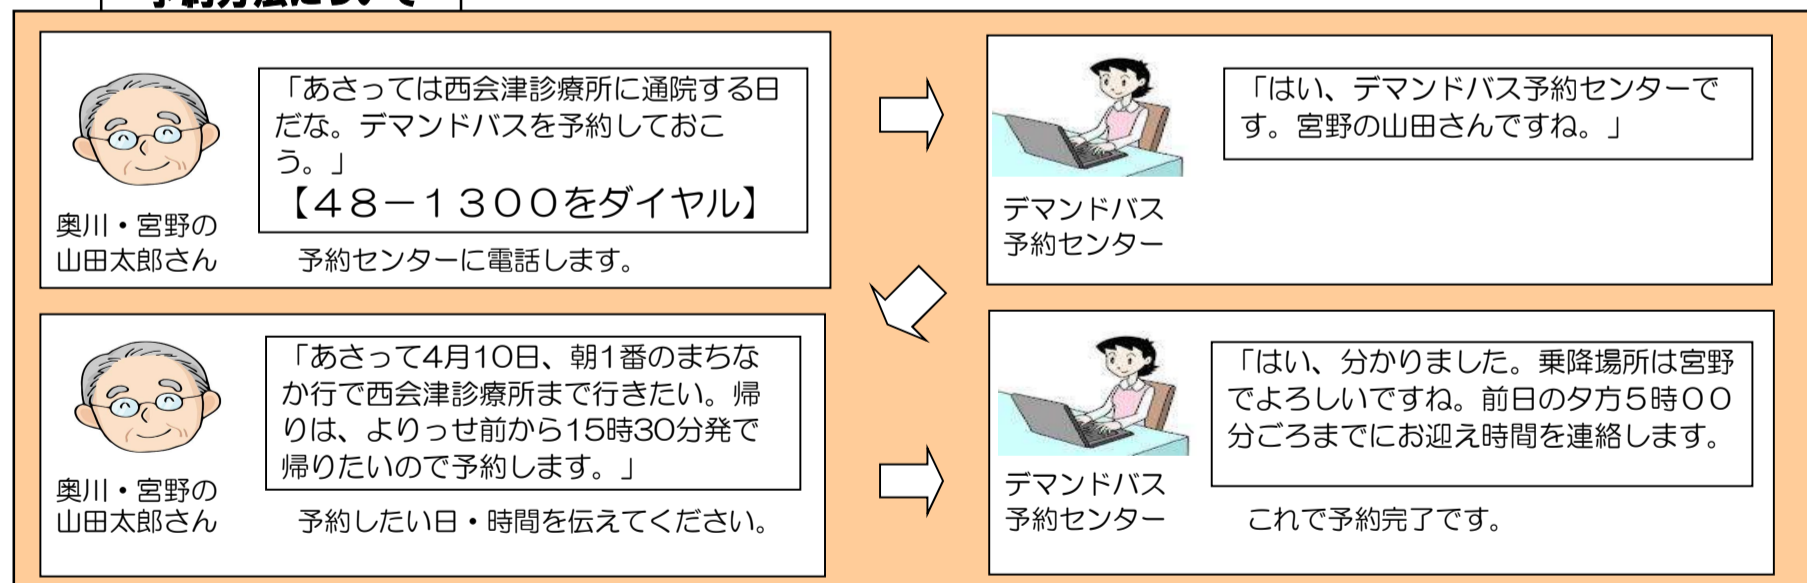 予約方法について
「あさっては西会津診療所に通院する日
だな。デマンドバスを予約しておこ
う。」
【４８－１３００をダイヤル】
奥川・宮野の
山田太郎さん
予約センターに電話します。
「はい、デマンドバス予約センターで
す。宮野の山田さんですね。」
デマンドバス
予約センター
「あさって4月10日、朝1番のまちな
か行で西会津診療所まで行きたい。帰
りは、よりっせ前から15時30分発で
帰りたいので予約します。」
奥川・宮野の
山田太郎さん
予約したい日・時間を伝えてください。
「はい、分かりました。乗降場所は宮野
でよろしいですね。前日の夕方５時００
分ごろまでにお迎え時間を連絡します。
デマンドバス
予約センター
これで予約完了です。